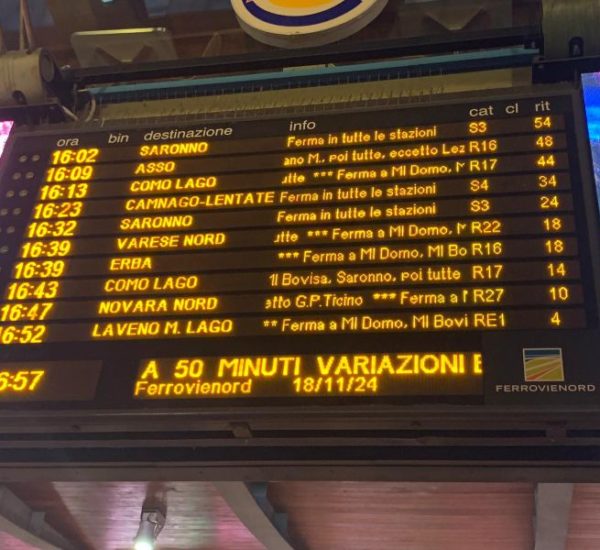 ora bin destinazione info cat cl rit
16:02 SARONNO Ferma in tutte le stazioni S3 54
16:09 ASSO ano M. poi tutte, eccetto Lez R16 48
16:13 COMO LAGO utte *** Ferma a MI Domo, M R17 44
16:23 CAMNAGO-LENTATE Ferma in tutte le stazioni S4 34
16:32 SARONNO Ferma in tutte le stazioni S3 24
16:39 VARESE NORD utte *** Ferma a MI Domo, M R22 18
16:39 ERBA *** Ferma a MI Domo, MI Bo R16 18
16:43 COMO LAGO II Bovisa, Saronno, poi tutte R17 14
16:47 NOVARA NORD etto G.P.Ticino *** Ferma a R27 10
16:52 LAVENO M. LAGO ** Ferma a MI Domo, MI Bovi RE1 4
6:57 A 50 MINUTI VARIAZIONI E
Ferrovienord 18/11/24
FERROVIENORD